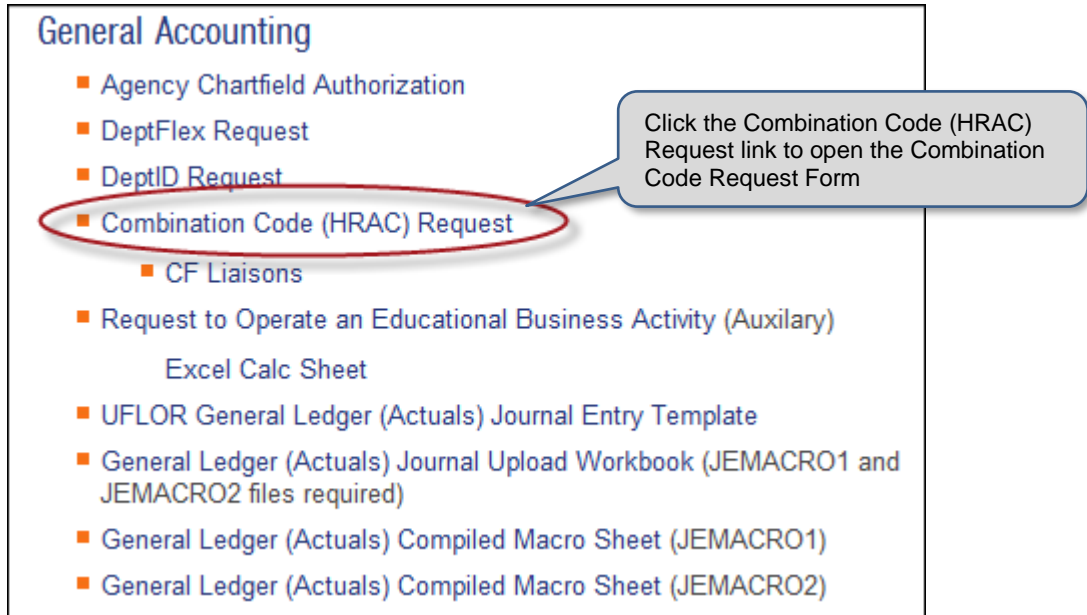 General Accounting
Agency Chartfield Authorization
DeptFlex Request
DeptID Request
Combination Code (HRAC) Request
CF Liaisons
Request to Operate an Educational Business Activity (Auxilary)
Excel Calc Sheet
UFLOR General Ledger (Actuals) Journal Entry Template
General Ledger (Actuals) Journal Upload Workbook (JEMACRO1 and
JEMACRO2 files required)
General Ledger (Actuals) Compiled Macro Sheet (JEMACRO1)
General Ledger (Actuals) Compiled Macro Sheet (JEMACRO2)
Click the Combination Code (HRAC)
Request link to open the Combination
Code Request Form